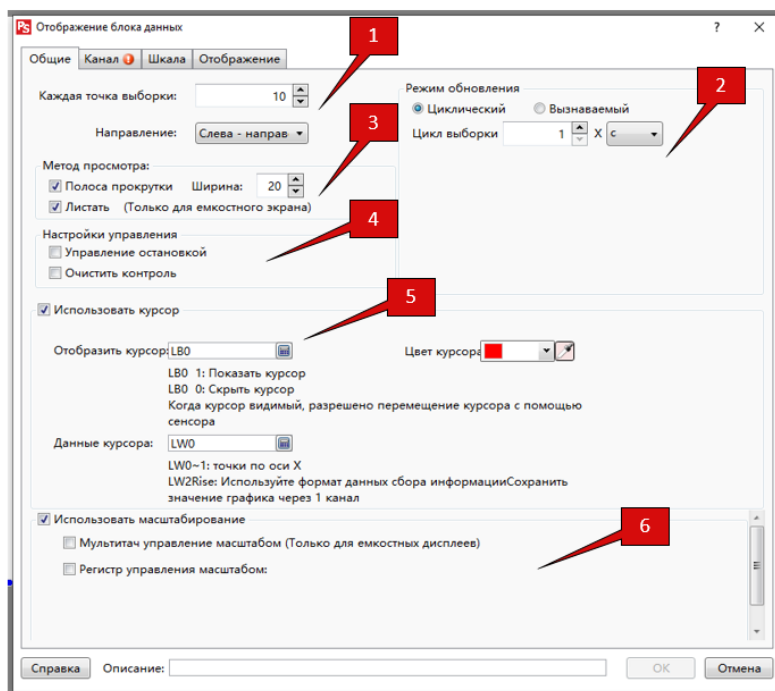 PS Отображение блока данных ? ×
Общие Канал Шкала Отображение
1
Каждая точка выборки: 10
Направление: Слева - направ
Режим обновления
Циклический Вызнаваемый
Цикл выборки 1 X с
2
3
Метод просмотра:
Полоса прокрутки Ширина: 20
Листать (Только для емкостного экрана)
4
Настройки управления
Управление остановкой
Очистить контроль
5
Использовать курсор
Отобразить курсор: LB0
Цвет курсора
LB0 1: Показать курсор
LB0 0: Скрыть курсор
Когда курсор видимый, разрешено перемещение курсора с помощью
сенсора
Данные курсора: LW0
LW0~1: точки по оси X
LW2Rise: Используйте формат данных сбора информацииСохранить
значение графика через 1 канал
Использовать масштабирование
6
Мультитач управление масштабом (Только для емкостных дисплеев)
Регистр управления масштабом:
Справка Описание: OK Отмена